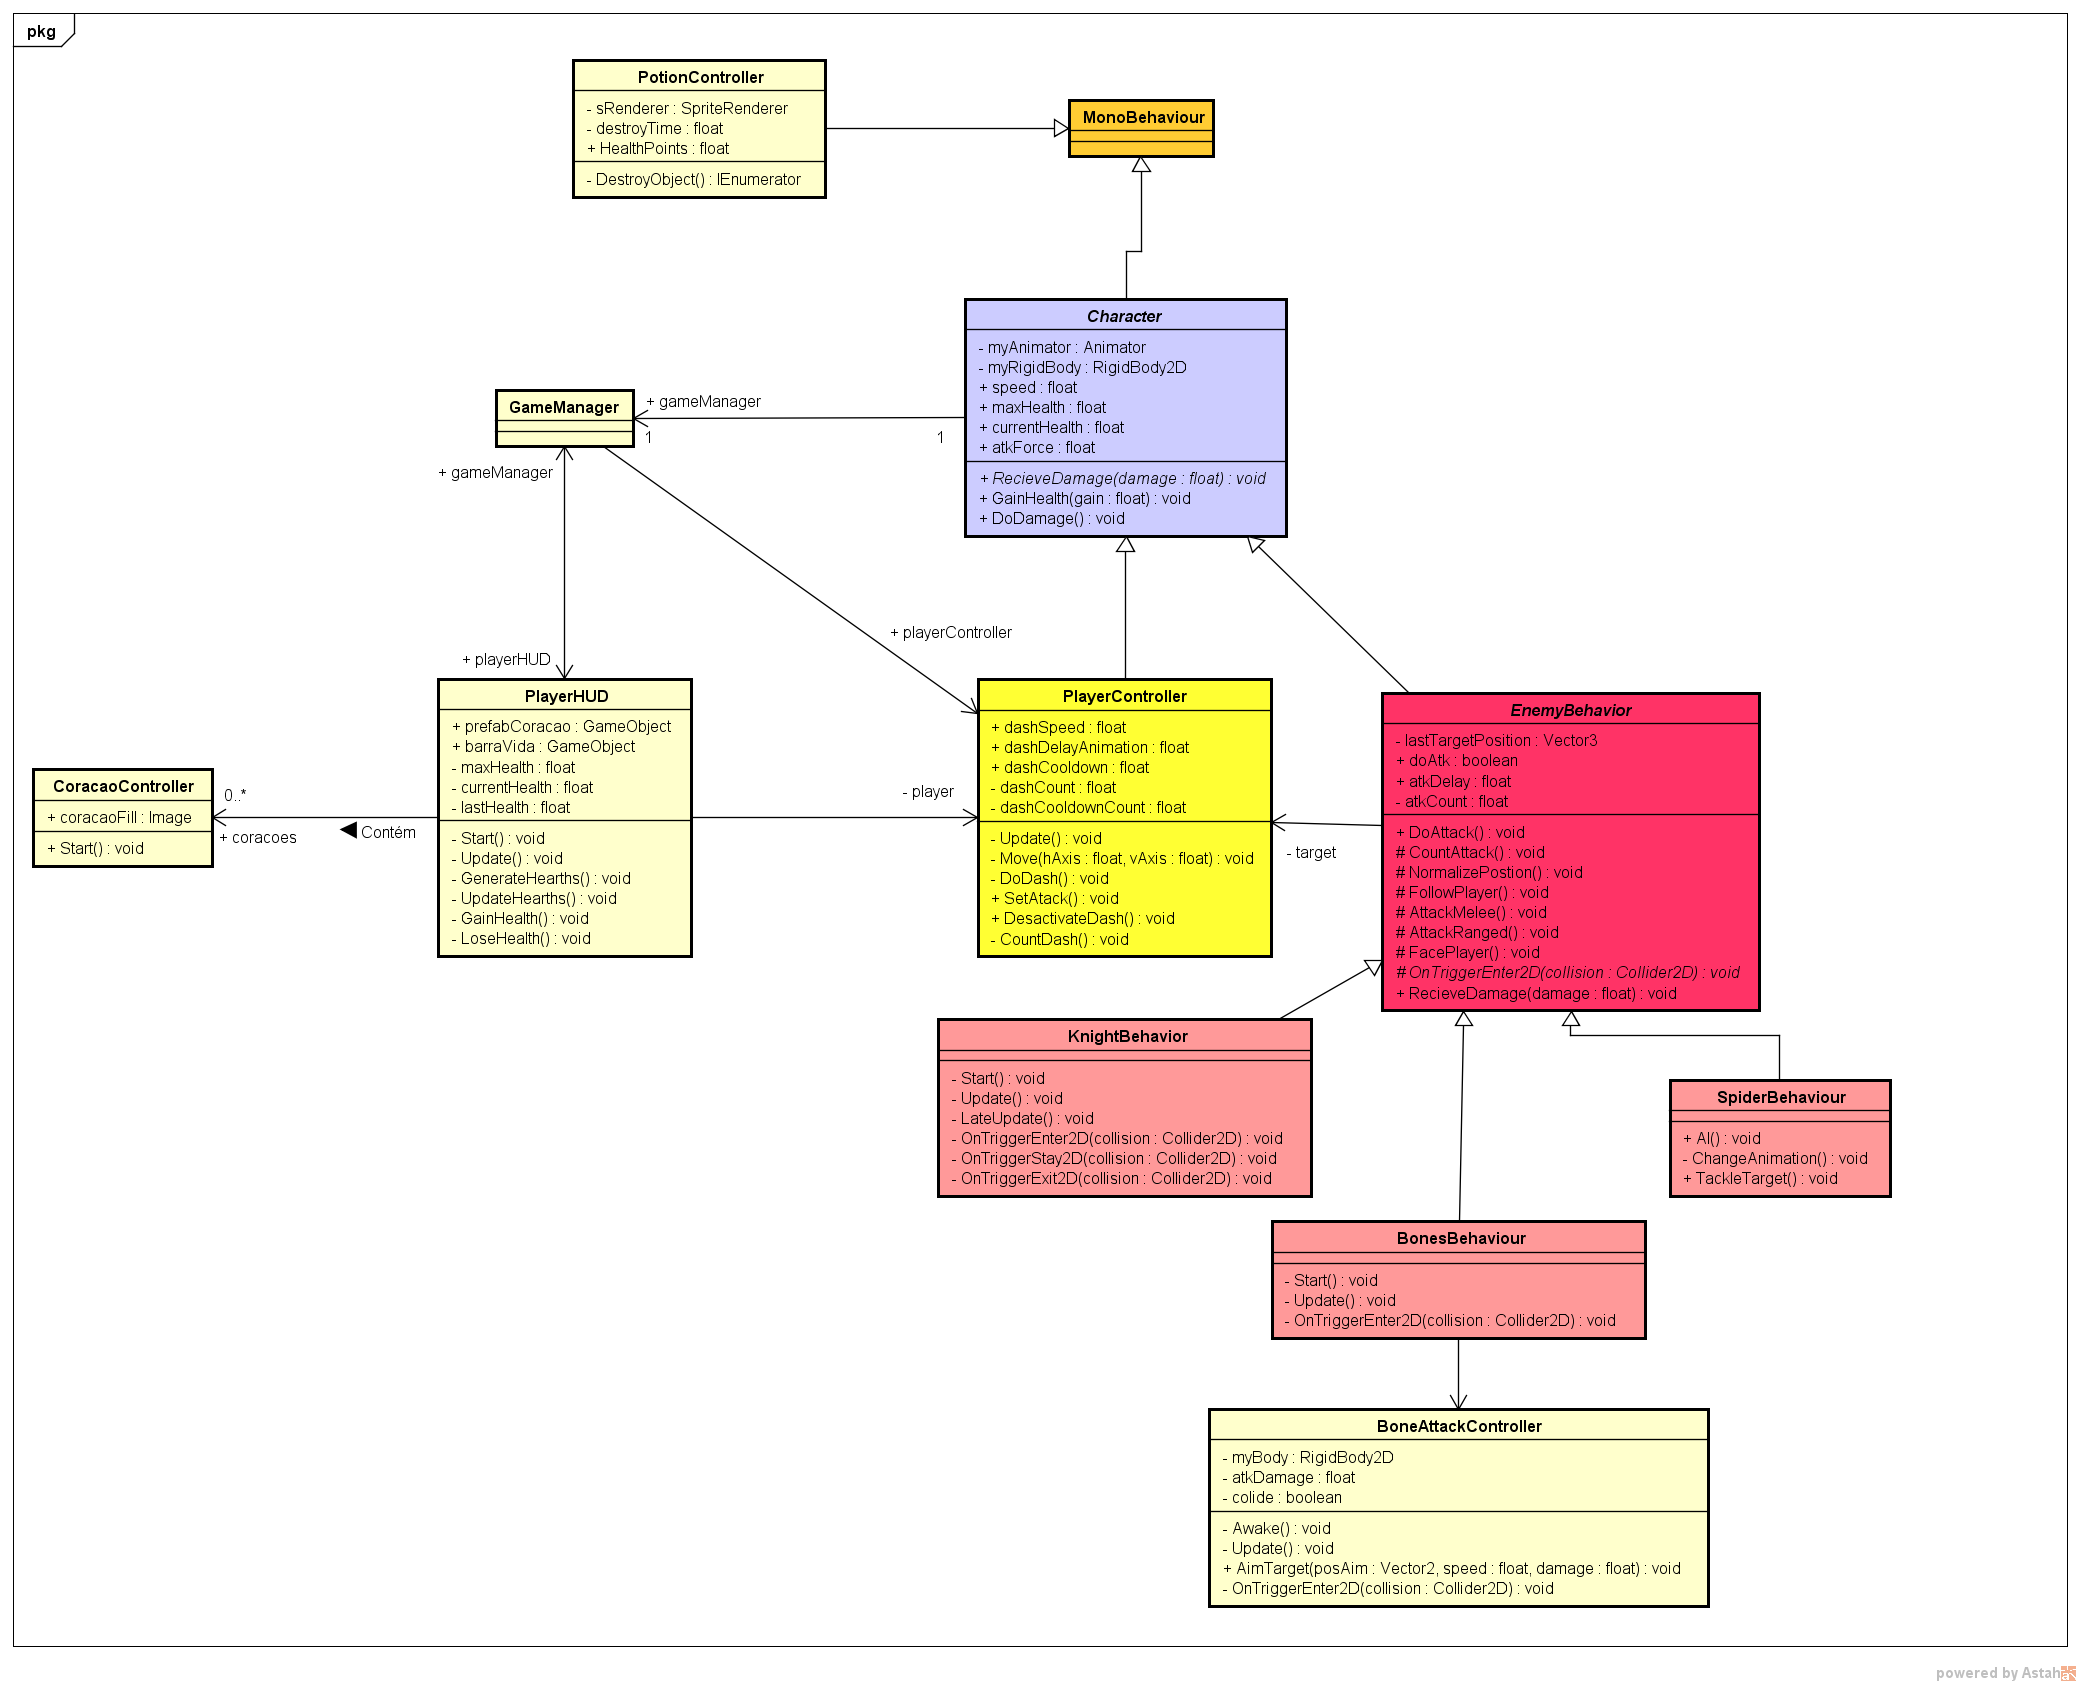 pkg
PotionController
- sRenderer : SpriteRenderer
- destroyTime : float
+ HealthPoints : float
- DestroyObject() : IEnumerator
MonoBehaviour
Character
- myAnimator : Animator
- myRigidBody : RigidBody2D
+ speed : float
+ maxHealth : float
+ currentHealth : float
+ atkForce : float
+ RecieveDamage(damage : float) : void
+ GainHealth(gain : float) : void
+ DoDamage() : void
GameManager
+ gameManager
1
1
+ gameManager
+ playerController
+ playerHUD
PlayerHUD
+ prefabCoracao : GameObject
+ barraVida : GameObject
- maxHealth : float
- currentHealth : float
- lastHealth : float
- Start() : void
- Update() : void
- GenerateHearths() : void
- UpdateHearths() : void
- GainHealth() : void
- LoseHealth() : void
CoracaoController
+ coracaoFill : Image
+ Start() : void
0..*
+ coracoes
Contém
- player
PlayerController
+ dashSpeed : float
+ dashDelayAnimation : float
+ dashCooldown : float
- dashCount : float
- dashCooldownCount : float
- Update() : void
- Move(hAxis : float, vAxis : float) : void
- DoDash() : void
+ SetAtack() : void
+ DesactivateDash() : void
- CountDash() : void
- target
EnemyBehavior
- lastTargetPosition : Vector3
+ doAtk : boolean
+ atkDelay : float
- atkCount : float
+ DoAttack() : void
# CountAttack() : void
# NormalizePostion() : void
# FollowPlayer() : void
# AttackMelee() : void
# AttackRanged() : void
# FacePlayer() : void
# OnTriggerEnter2D(collision : Collider2D) : void
+ RecieveDamage(damage : float) : void
KnightBehavior
- Start() : void
- Update() : void
- LateUpdate() : void
- OnTriggerEnter2D(collision : Collider2D) : void
- OnTriggerStay2D(collision : Collider2D) : void
- OnTriggerExit2D(collision : Collider2D) : void
SpiderBehaviour
+ AI() : void
- ChangeAnimation() : void
+ TackleTarget() : void
BonesBehaviour
- Start() : void
- Update() : void
- OnTriggerEnter2D(collision : Collider2D) : void
BoneAttackController
- myBody : RigidBody2D
- atkDamage : float
- colide : boolean
- Awake() : void
- Update() : void
+ AimTarget(posAim : Vector2, speed : float, damage : float) : void
- OnTriggerEnter2D(collision : Collider2D) : void
powered by Astah